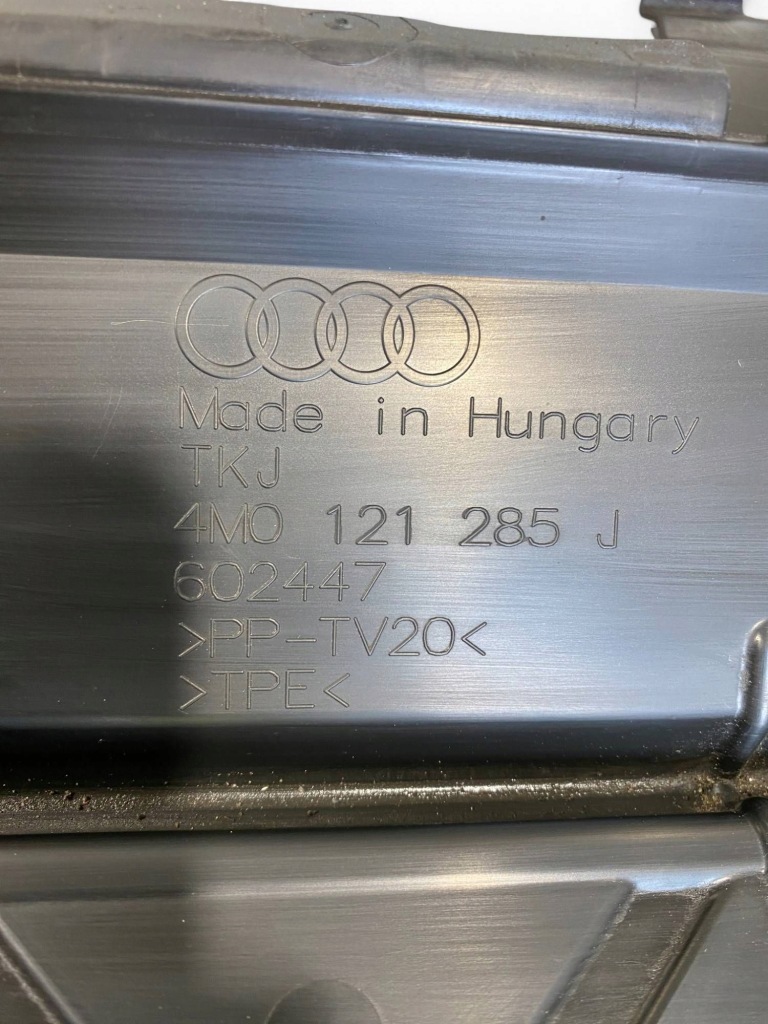 Made in Hungary
TKJ
4M0 121 285 J
602447
>PP-TV20<
>TPE<